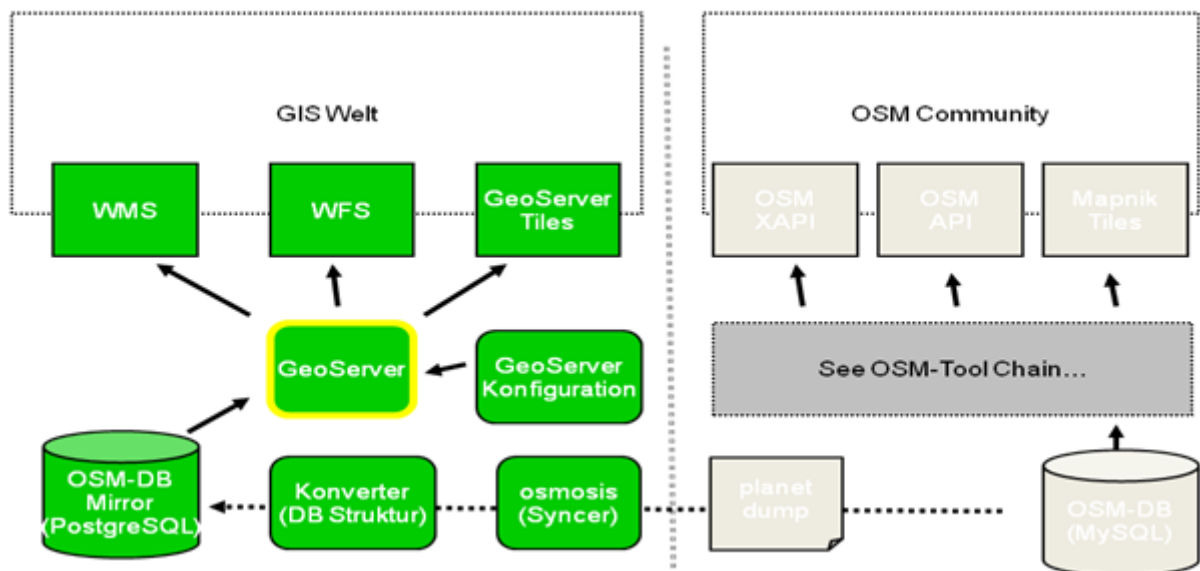 GIS Welt
OSM Community
WMS
WFS
GeoServer
Tiles
OSM
XAPI
OSM
API
Mapnik
Tiles
GeoServer
GeoServer
Konfiguration
See OSM-Tool Chain...
OSM-DB
Mirror
(PostgreSQL)
Konverter
(DB Struktur)
osmosis
(Syncer)
planet
dump
OSM-DB
(MySQL)